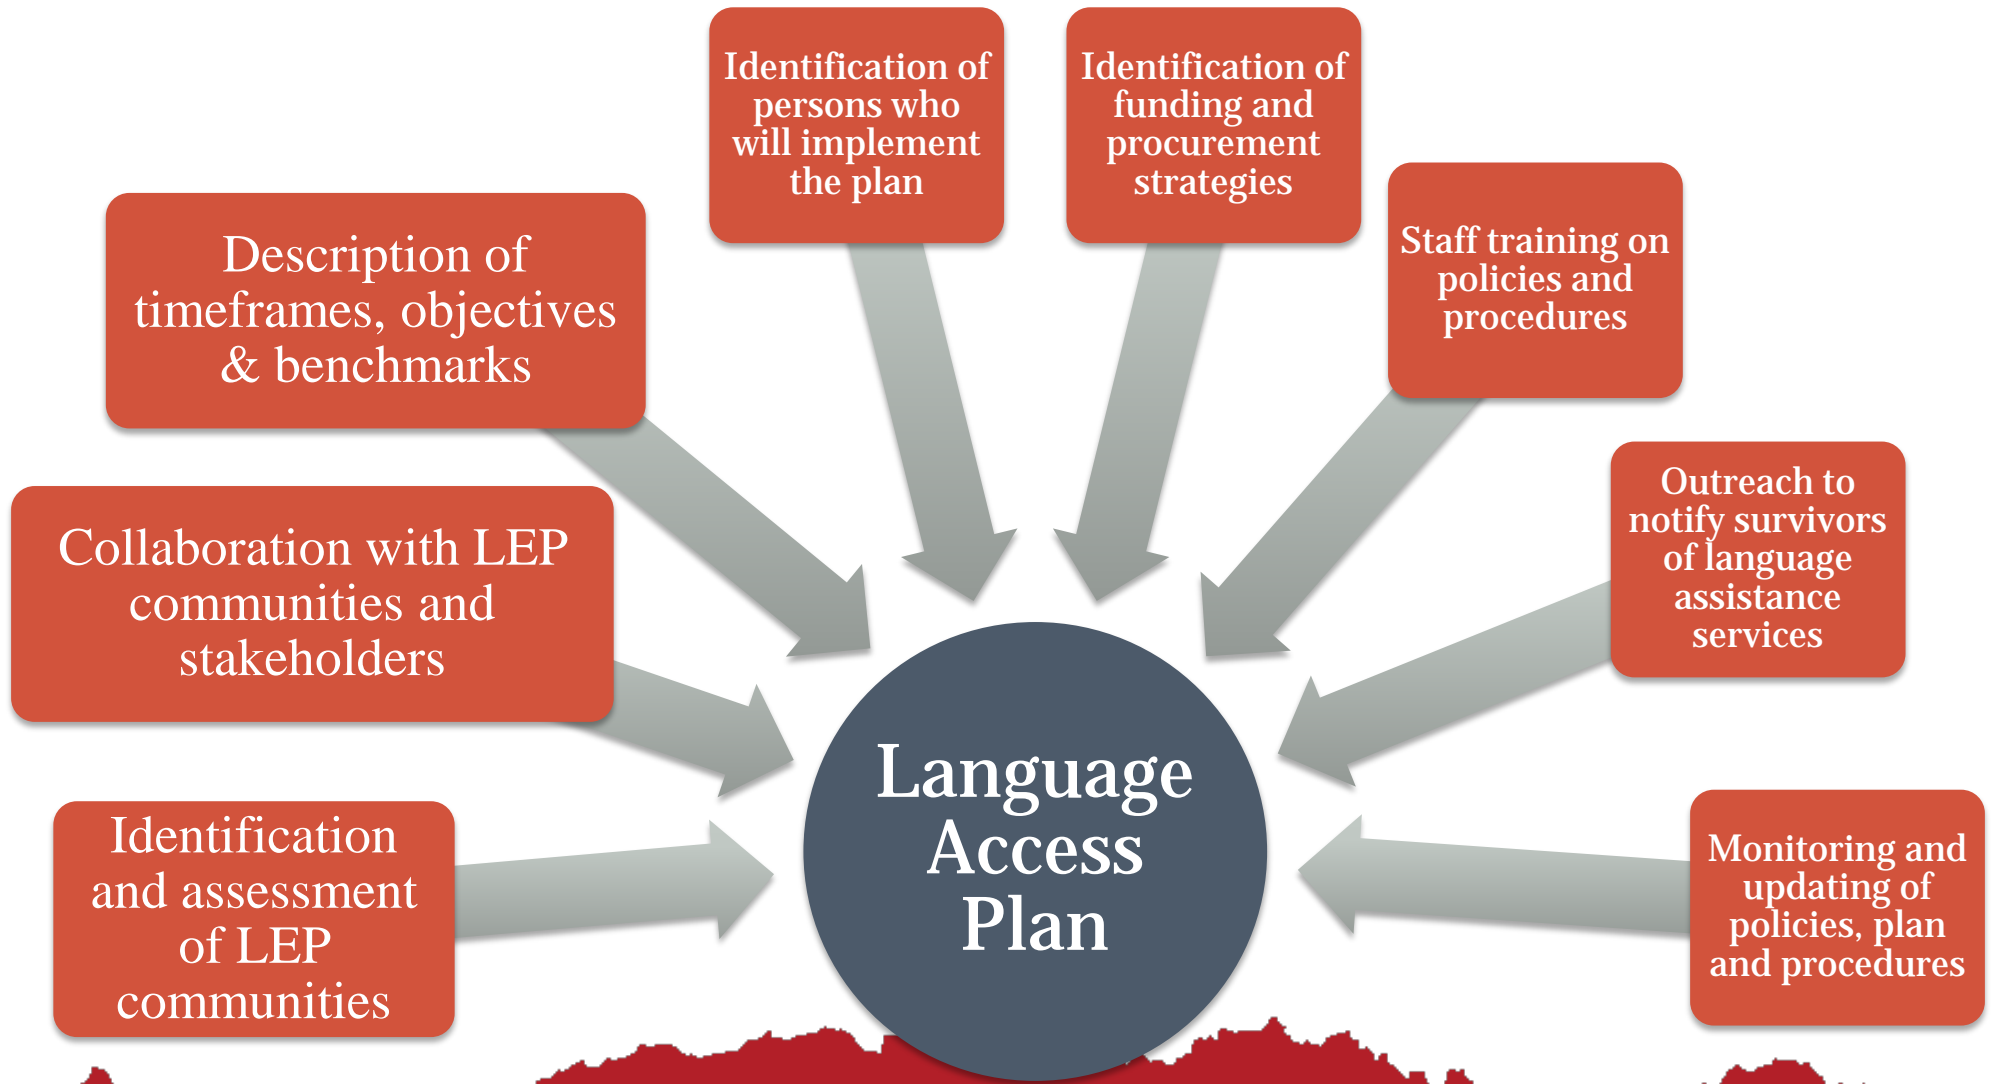 Identification
and assessment
of LEP
communities
Collaboration with LEP
communities and
stakeholders
Description of
timeframes, objectives
& benchmarks
Identification of
persons who
will implement
the plan
Identification of
funding and
procurement
strategies
Staff training on
policies and
procedures
Outreach to
notify survivors
of language
assistance
services
Monitoring and
updating of
policies, plan
and procedures
Language
Access
Plan